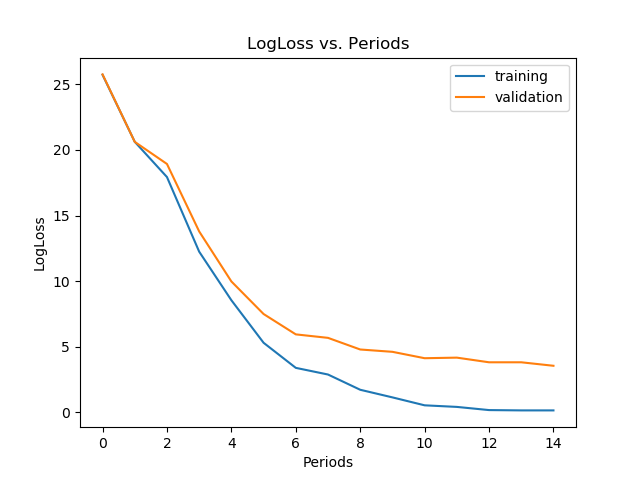 LogLoss vs. Periods
training
validation
LogLoss
25
20
15
10
5
0
0 2 4 6 8 10 12 14
Periods